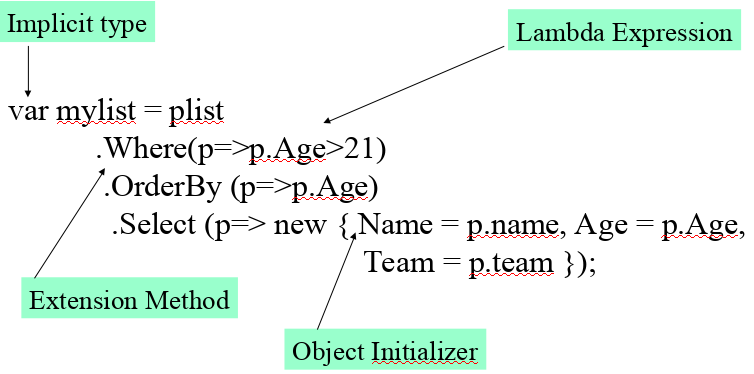 Implicit type
Lambda Expression
var mylist = plist
.Where(p=>p.Age>21)
.OrderBy (p=>p.Age)
.Select (p=> new { Name = p.name, Age = p.Age,
Team = p.team });
Extension Method
Object Initializer